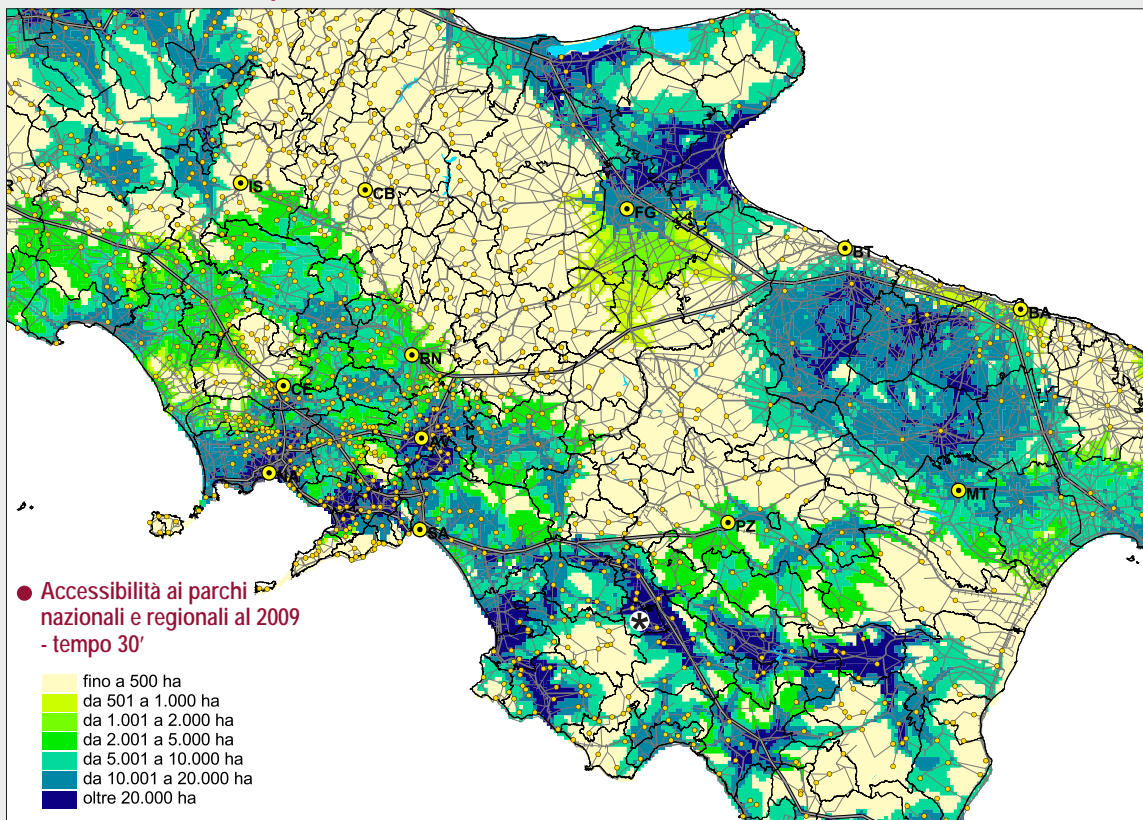 IS
CB
FG
BT
BA
BN
CE
AV
NA
MT
PZ
SA
Accessibilità ai parchi
nazionali e regionali al 2009
- tempo 30'
fino a 500 ha
da 501 a 1.000 ha
da 1.001 a 2.000 ha
da 2.001 a 5.000 ha
da 5.001 a 10.000 ha
da 10.001 a 20.000 ha
oltre 20.000 ha